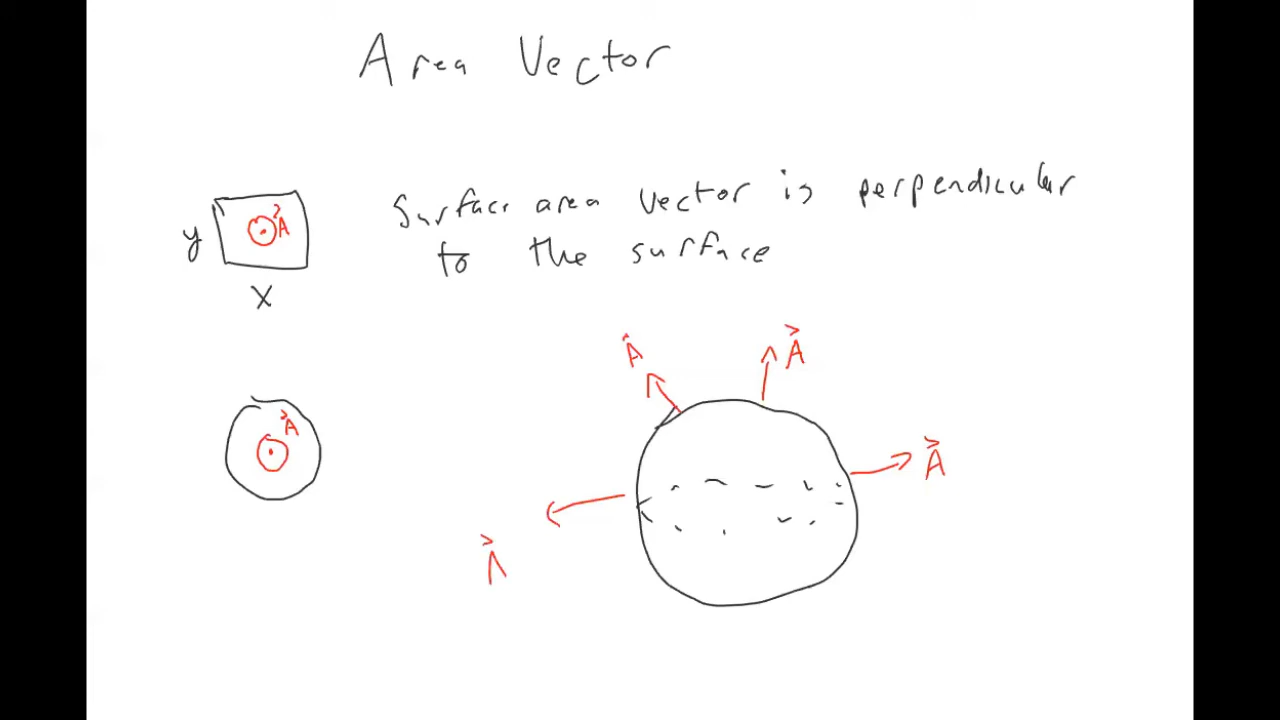 Area Vector
Surface area vector is perpendicular
to the surface
A⃗
y
x
A⃗
A⃗
A⃗
A⃗
A⃗